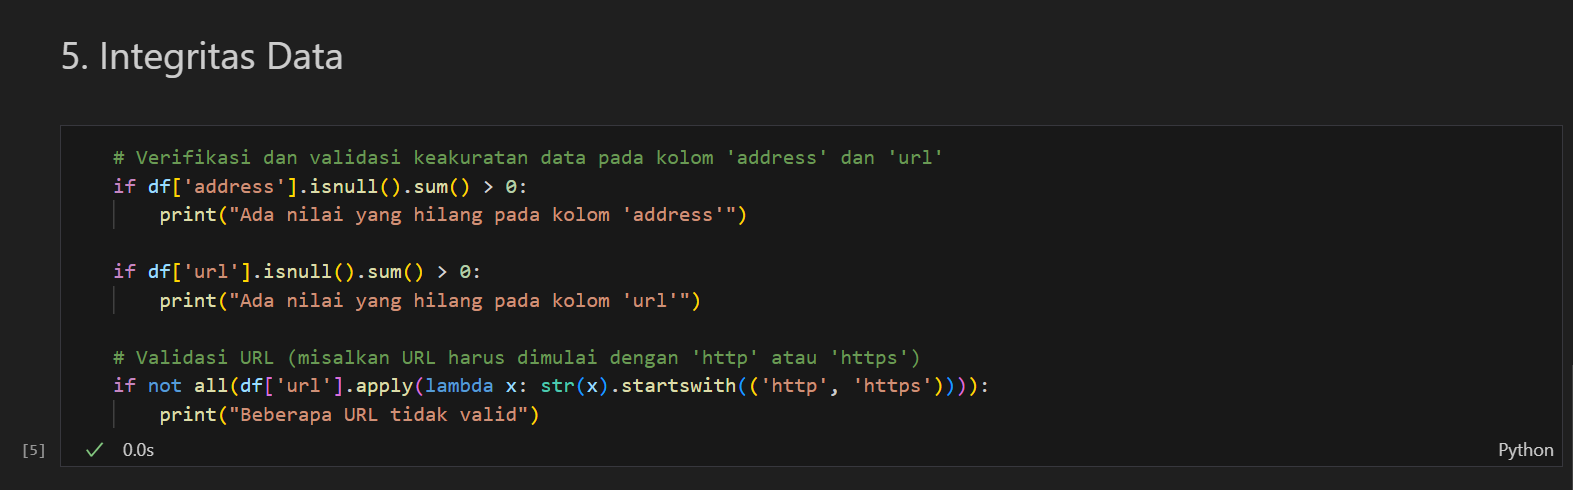 5. Integritas Data
# Verifikasi dan validasi keakuratan data pada kolom 'address' dan 'url'
if df['address'].isnull().sum() > 0:
    print("Ada nilai yang hilang pada kolom 'address'")
if df['url'].isnull().sum() > 0:
    print("Ada nilai yang hilang pada kolom 'url'")
# Validasi URL (misalkan URL harus dimulai dengan 'http' atau 'https')
if not all(df['url'].apply(lambda x: str(x).startswith(('http', 'https')))):
    print("Beberapa URL tidak valid")
[5] ✓ 0.0s Python